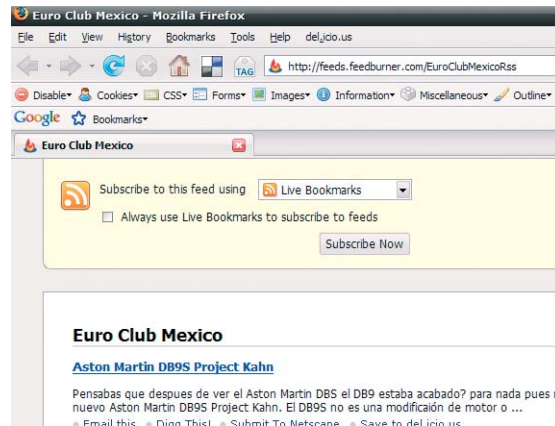 Euro Club Mexico - Mozilla Firefox
File Edit View History Bookmarks Tools Help del.icio.us
TAG http://feeds.feedburner.com/EuroClubMexicoRss
Disable Cookies CSS Forms Images Information Miscellaneous Outline
Google Bookmarks
Euro Club Mexico
Subscribe to this feed using Live Bookmarks
Always use Live Bookmarks to subscribe to feeds
Subscribe Now
Euro Club Mexico
Aston Martin DB9S Project Kahn
Pensabas que despues de ver el Aston Martin DBS el DB9 estaba acabado? para nada pues
nuevo Aston Martin DB9S Project Kahn. El DB9S no es una modificaión de motor o ...
Email this Digg This! Submit To Netscape Save to del.icio.us